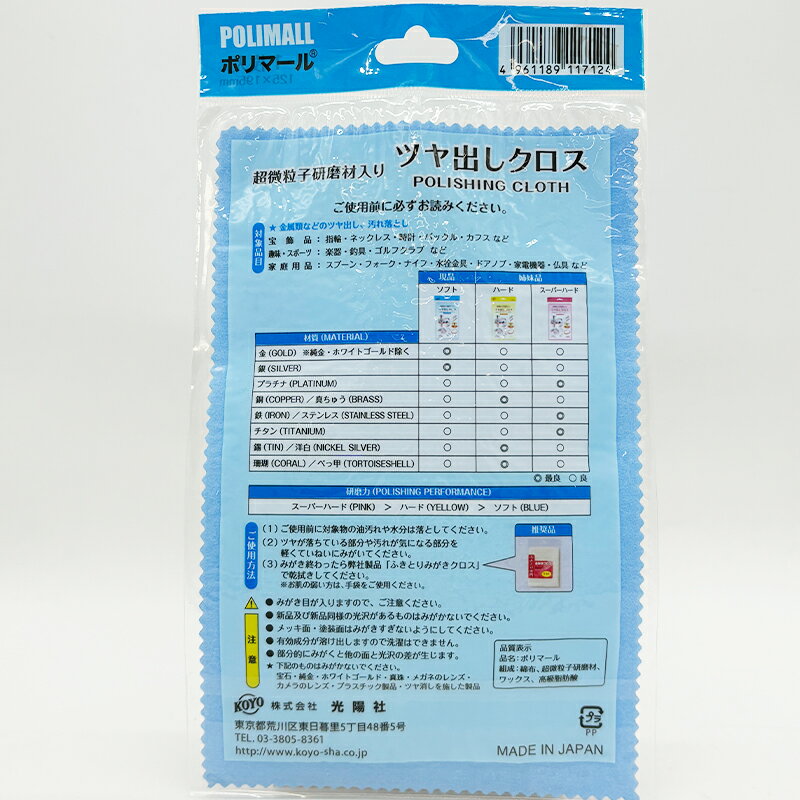 POLIMALL
ポリマール®
125×195mm
4 961189 117124
超微粒子研磨材入り ツヤ出しクロス
POLISHING CLOTH
ご使用前に必ずお読みください。
対象品目
★ 金属類などのツヤ出し、汚れ落とし
宝飾品：指輪・ネックレス・時計・バックル・カフス など
趣味・スポーツ：楽器・釣具・ゴルフクラブ など
家庭用品：スプーン・フォーク・ナイフ・水栓金具・ドアノブ・家電機器・仏具 など
現品 姉妹品
ソフト ハード スーパーハード
材質 (MATERIAL)
金 (GOLD) ※純金・ホワイトゴールド除く ◎ ○ ○
銀 (SILVER) ◎ ○ ○
プラチナ (PLATINUM) ○ ○ ◎
銅 (COPPER) / 真ちゅう (BRASS) ○ ◎ ○
鉄 (IRON) / ステンレス (STAINLESS STEEL) ○ ○ ◎
チタン (TITANIUM) ○ ○ ◎
錫 (TIN) / 洋白 (NICKEL SILVER) ○ ◎ ○
珊瑚 (CORAL) / べっ甲 (TORTOISESHELL) ○ ◎ ○
◎ 最良 ○ 良
研磨力 (POLISHING PERFORMANCE)
スーパーハード (PINK) ＞ ハード (YELLOW) ＞ ソフト (BLUE)
ご使用方法
(1) ご使用前に対象物の油汚れや水分は落としてください。
(2) ツヤが落ちている部分や汚れが気になる部分を
軽くていねいにみがいてください。
(3) みがき終わったら弊社製品「ふきとりみがきクロス」
で乾拭きしてください。
※お肌の弱い方は、手袋をご使用ください。
推奨品
注意
● みがき目が入りますので、ご注意ください。
● 新品及び新品同様の光沢があるものはみがかないでください。
● メッキ面・塗装面はみがきすぎないようにしてください。
● 有効成分が溶け出しますので洗濯はできません。
● 部分的にみがくと他の面と光沢の差が生じます。
★ 下記のものはみがかないでください。
宝石・純金・ホワイトゴールド・真珠・メガネのレンズ・
カメラのレンズ・プラスチック製品・ツヤ消しを施した製品
品質表示
品名：ポリマール
組成：綿布、超微粒子研磨材、
ワックス、高級脂肪酸
KOYO 株式会社 光陽社
東京都荒川区東日暮里5丁目48番5号
TEL. 03-3805-8361
http://www.koyo-sha.co.jp
プラ
PP
MADE IN JAPAN